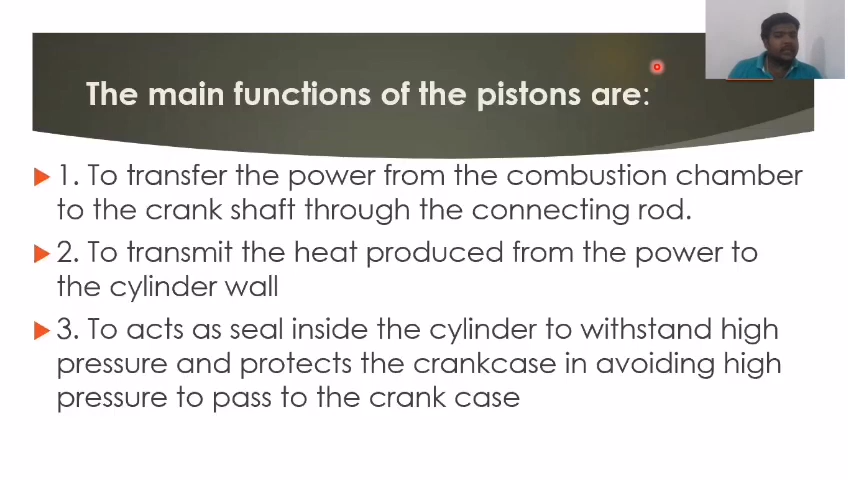 The main functions of the pistons are:
1. To transfer the power from the combustion chamber
to the crank shaft through the connecting rod.
2. To transmit the heat produced from the power to
the cylinder wall
3. To acts as seal inside the cylinder to withstand high
pressure and protects the crankcase in avoiding high
pressure to pass to the crank case